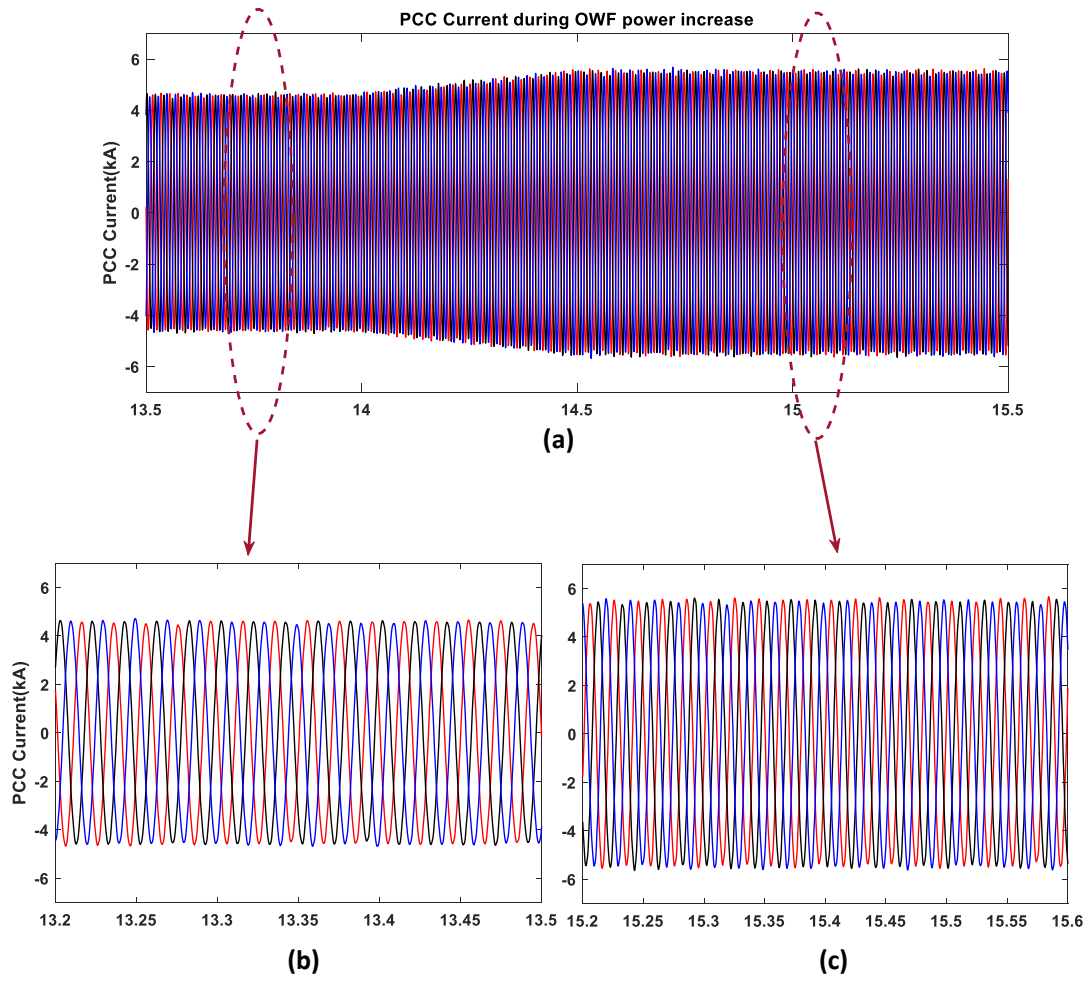 PCC Current during OWF power increase
PCC Current(kA)
6
4
2
0
-2
-4
-6
13.5 14 14.5 15 15.5
(a)
PCC Current(kA)
6
4
2
0
-2
-4
-6
13.2 13.25 13.3 13.35 13.4 13.45 13.5
(b)
6
4
2
0
-2
-4
-6
15.2 15.25 15.3 15.35 15.4 15.45 15.5 15.55 15.6
(c)